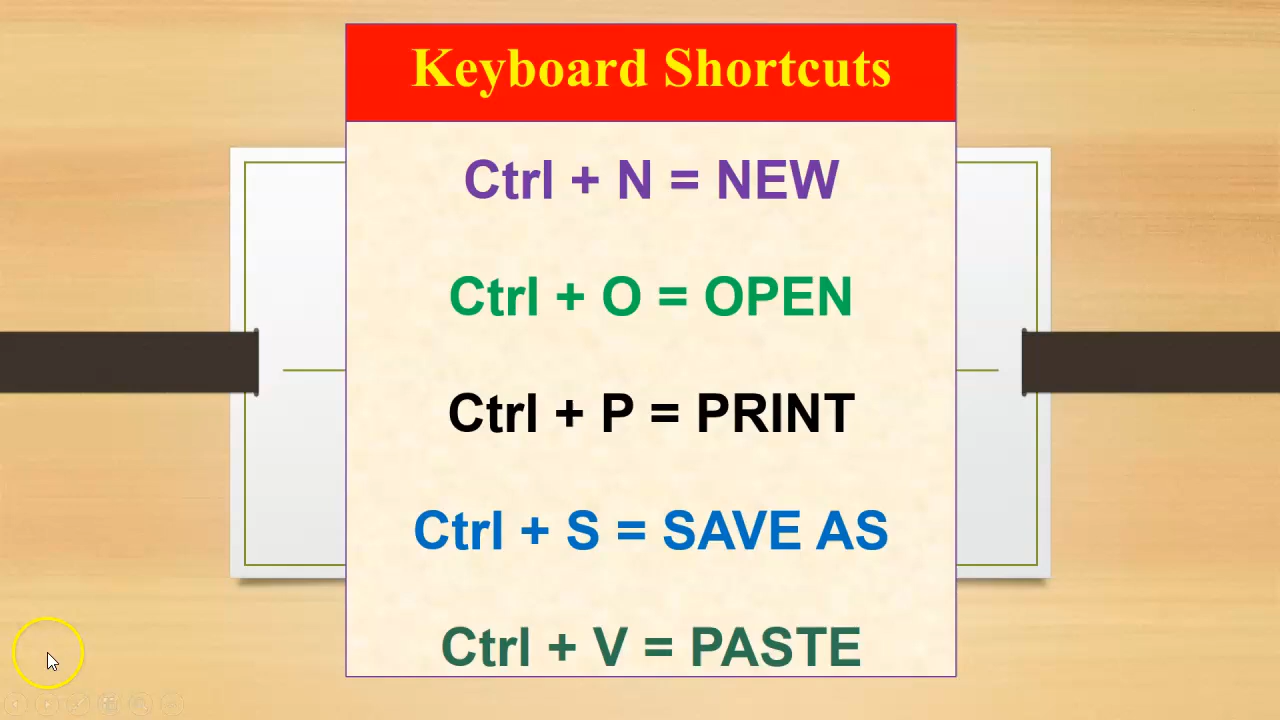 Keyboard Shortcuts
Ctrl + N = NEW
Ctrl + O = OPEN
Ctrl + P = PRINT
Ctrl + S = SAVE AS
Ctrl + V = PASTE